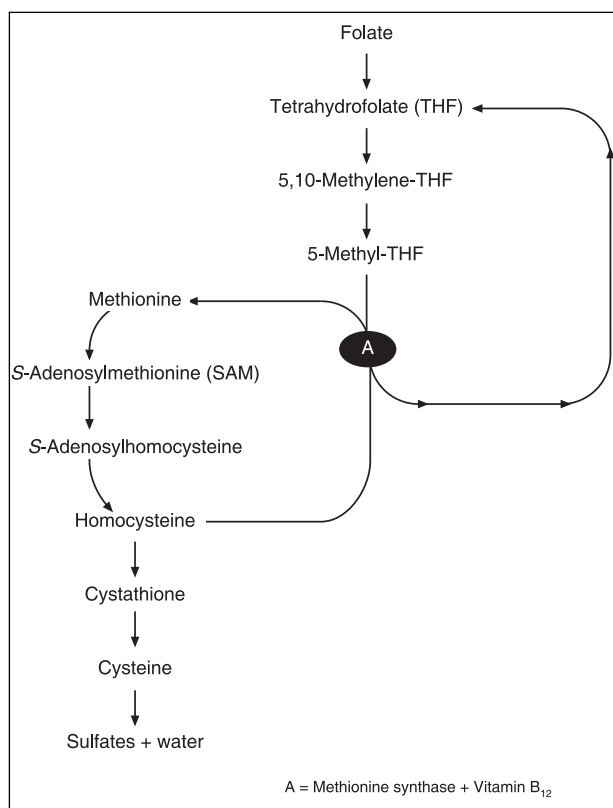 Folate
Tetrahydrofolate (THF)
5,10-Methylene-THF
5-Methyl-THF
Methionine
A
S-Adenosylmethionine (SAM)
S-Adenosylhomocysteine
Homocysteine
Cystathione
Cysteine
Sulfates + water
A = Methionine synthase + Vitamin B₁₂